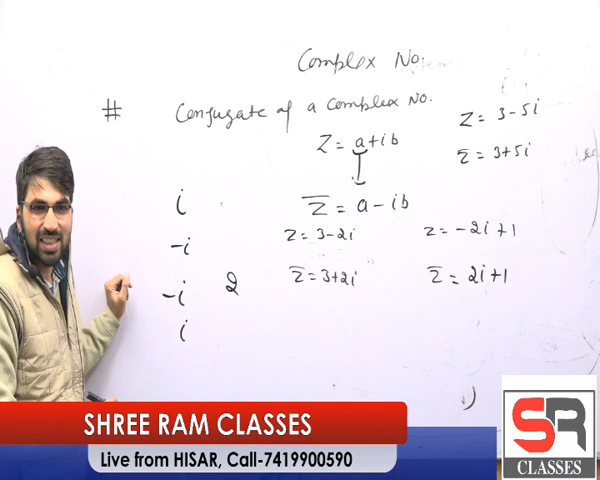 Complex No.
# Conjugate of a Complex No.
Z = a+ib
Z = 3-5i
z̅ = 3+5i
i
Z̅ = a-ib
-i
z = 3-2i
z = -2i+1
-i
2
z̅ = 3+2i
z̅ = 2i+1
i
SHREE RAM CLASSES
Live from HISAR, Call-7419900590
SR
CLASSES